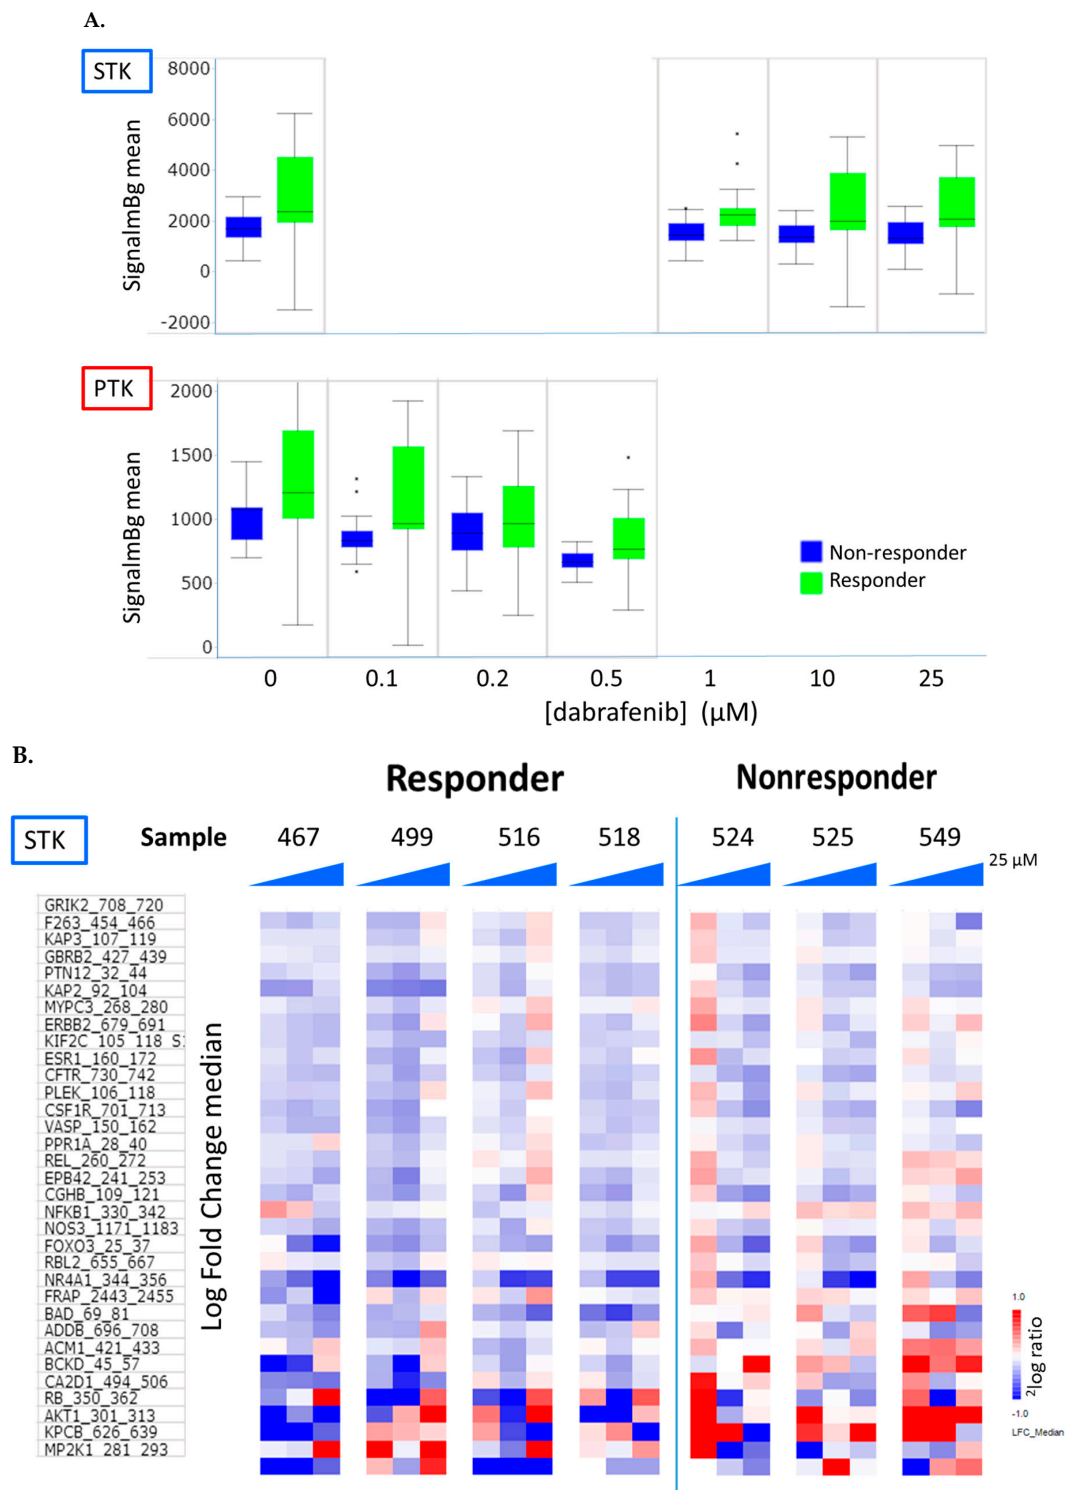 A.
STK
SignalmBg mean
8000
6000
4000
2000
0
-2000
PTK
SignalmBg mean
2000
1500
1000
500
0
Non-responder
Responder
0 0.1 0.2 0.5 1 10 25
[dabrafenib] (µM)
B.
Responder Nonresponder
STK Sample 467 499 516 518 524 525 549
25 µM
Log Fold Change median
GRIK2_708_720
F263_454_466
KAP3_107_119
GBRB2_427_439
PTN12_32_44
KAP2_92_104
MYPC3_268_280
ERBB2_679_691
KIF2C_105_118_S
ESR1_160_172
CFTR_730_742
PLEK_106_118
CSF1R_701_713
VASP_150_162
PPR1A_28_40
REL_260_272
EPB42_241_253
CGHB_109_121
NFKB1_330_342
NOS3_1171_1183
FOXO3_25_37
RBL2_655_667
NR4A1_344_356
FRAP_2443_2455
BAD_69_81
ADDB_696_708
ACM1_421_433
BCKD_45_57
CA2D1_494_506
RB_350_362
AKT1_301_313
KPCB_626_639
MP2K1_281_293
1.0
2log ratio
-1.0
LFC_Median